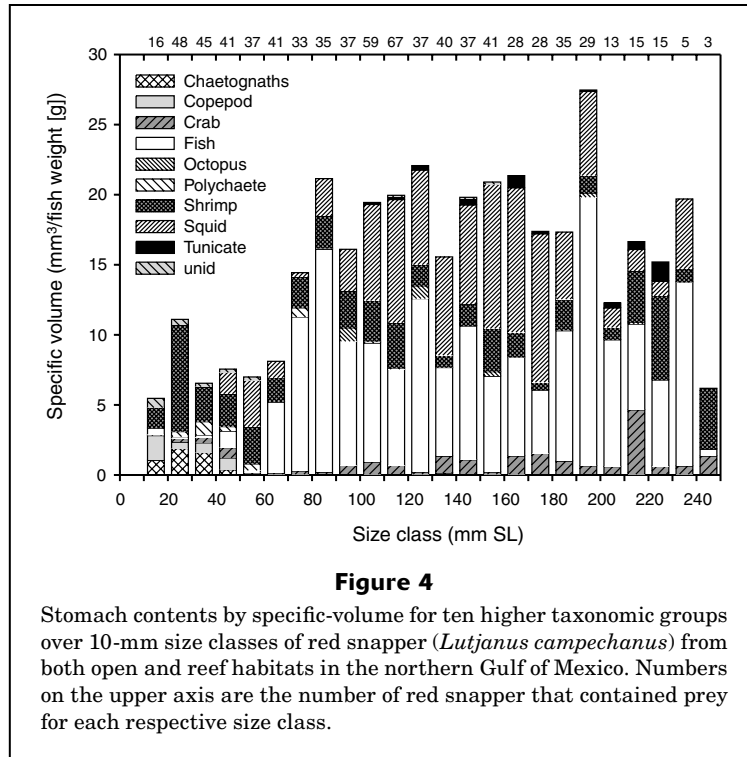 16 48 45 41 37 41 33 35 37 59 67 37 40 37 41 28 28 35 29 13 15 15 5 3
30
25
20
15
10
5
0
Specific volume (mm³/fish weight [g])
Chaetognaths
Copepod
Crab
Fish
Octopus
Polychaete
Shrimp
Squid
Tunicate
unid
0 20 40 60 80 100 120 140 160 180 200 220 240
Size class (mm SL)
Figure 4
Stomach contents by specific-volume for ten higher taxonomic groups
over 10-mm size classes of red snapper (Lutjanus campechanus) from
both open and reef habitats in the northern Gulf of Mexico. Numbers
on the upper axis are the number of red snapper that contained prey
for each respective size class.